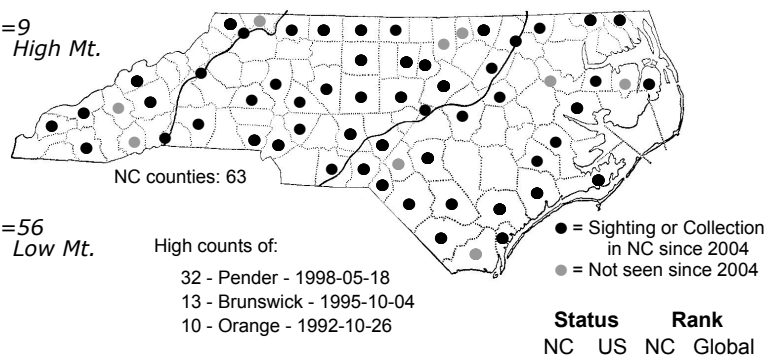 =9
High Mt.
NC counties: 63
=56
Low Mt.
High counts of:
32 - Pender - 1998-05-18
13 - Brunswick - 1995-10-04
10 - Orange - 1992-10-26
● = Sighting or Collection
in NC since 2004
● = Not seen since 2004
Status Rank
NC US NC Global